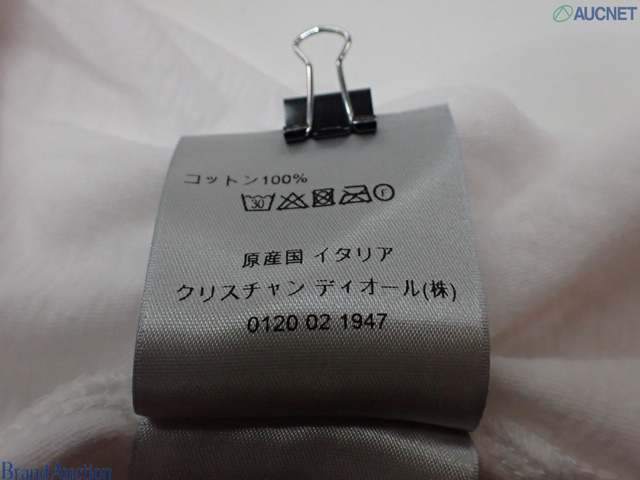 AUCNET
コットン100%
30 F
原産国 イタリア
クリスチャン ディオール(株)
0120 02 1947
Brand Auction